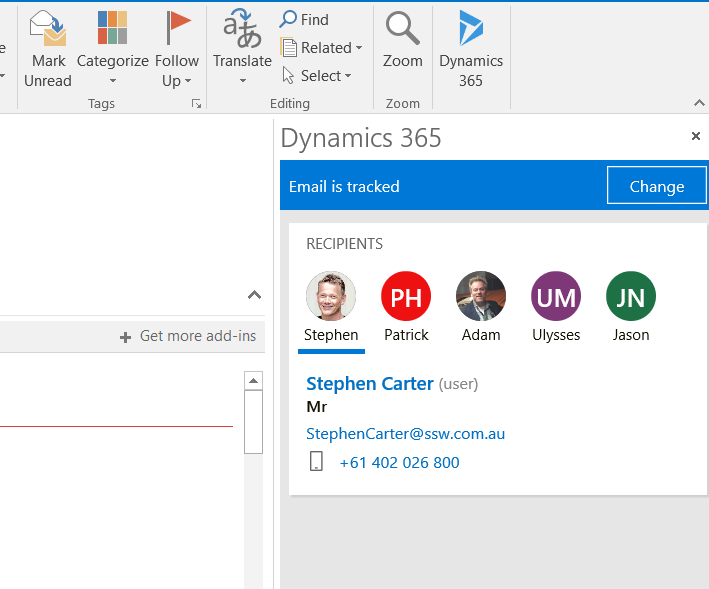 Mark Unread
Categorize
Follow Up
Tags
Translate
Find
Related
Select
Editing
Zoom
Zoom
Dynamics 365
Dynamics 365
Email is tracked
Change
RECIPIENTS
PH
UM
JN
Stephen
Patrick
Adam
Ulysses
Jason
Get more add-ins
Stephen Carter (user)
Mr
StephenCarter@ssw.com.au
+61 402 026 800